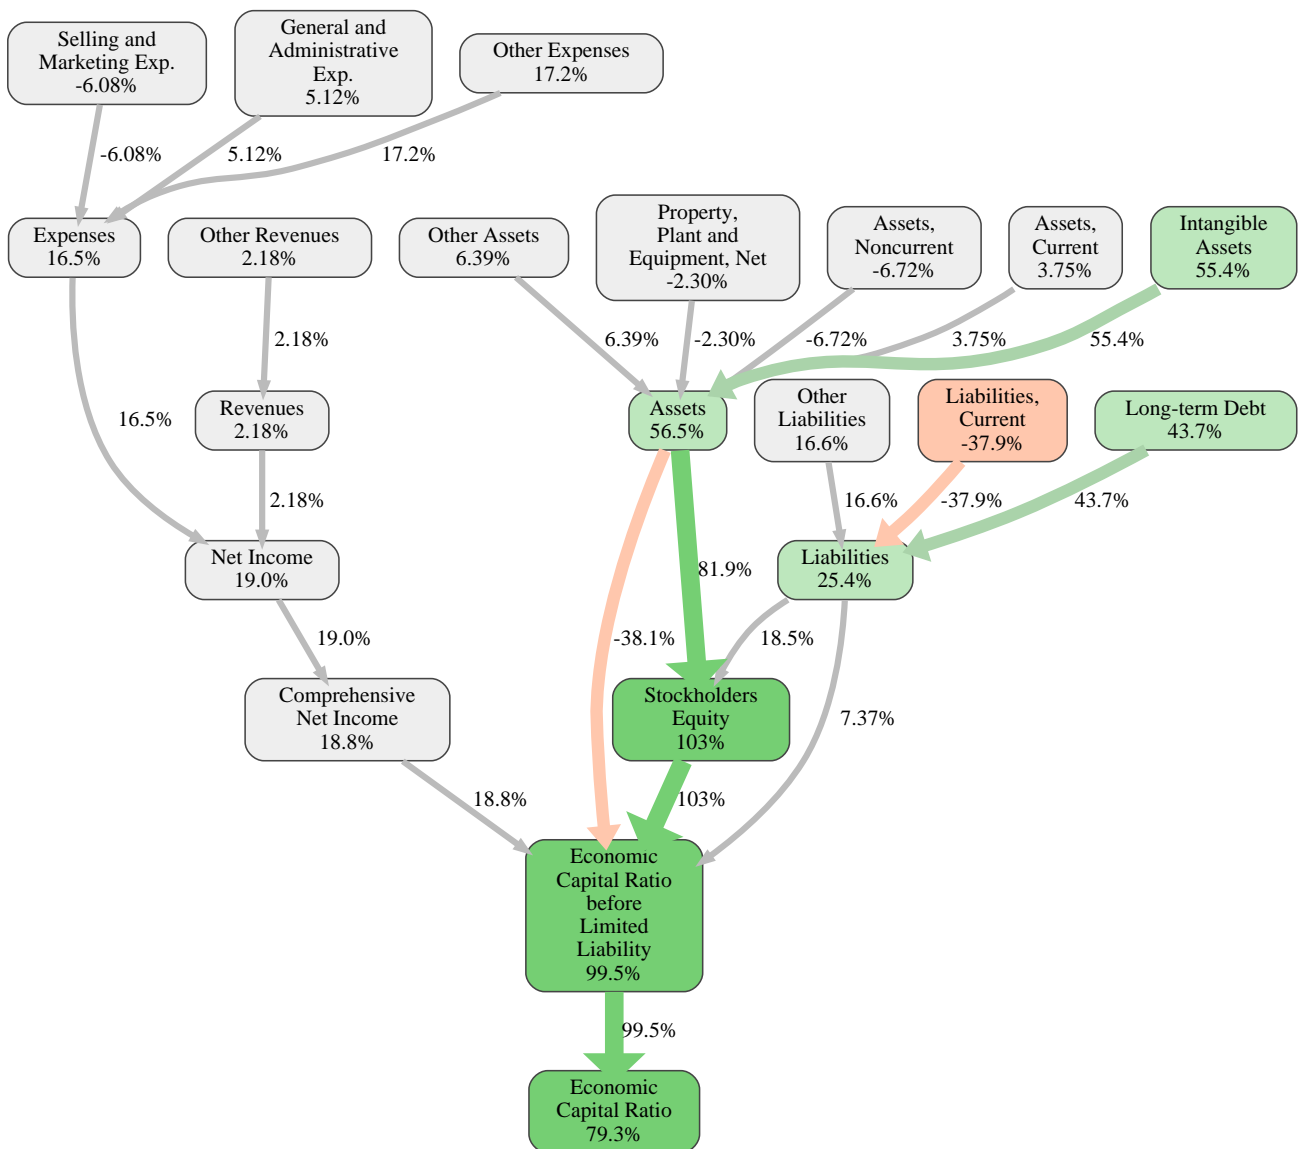 Selling and
Marketing Exp.
-6.08%
General and
Administrative
Exp.
5.12%
Other Expenses
17.2%
-6.08%
5.12%
17.2%
Expenses
16.5%
Other Revenues
2.18%
Other Assets
6.39%
Property,
Plant and
Equipment, Net
-2.30%
Assets,
Noncurrent
-6.72%
Assets,
Current
3.75%
Intangible
Assets
55.4%
2.18%
6.39%
-2.30%
-6.72%
3.75%
55.4%
16.5%
Revenues
2.18%
Assets
56.5%
Other
Liabilities
16.6%
Liabilities,
Current
-37.9%
Long-term Debt
43.7%
2.18%
16.6%
-37.9%
43.7%
Net Income
19.0%
81.9%
Liabilities
25.4%
19.0%
-38.1%
18.5%
Comprehensive
Net Income
18.8%
Stockholders
Equity
103%
7.37%
18.8%
103%
Economic
Capital Ratio
before
Limited
Liability
99.5%
99.5%
Economic
Capital Ratio
79.3%